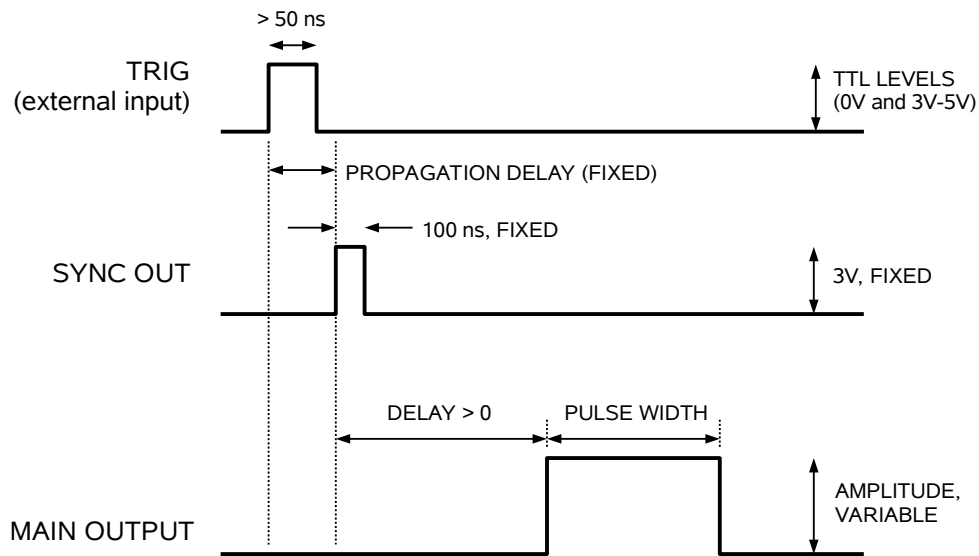 > 50 ns
TRIG
(external input)
TTL LEVELS
(0V and 3V-5V)
PROPAGATION DELAY (FIXED)
100 ns, FIXED
SYNC OUT
3V, FIXED
DELAY > 0
PULSE WIDTH
AMPLITUDE,
VARIABLE
MAIN OUTPUT